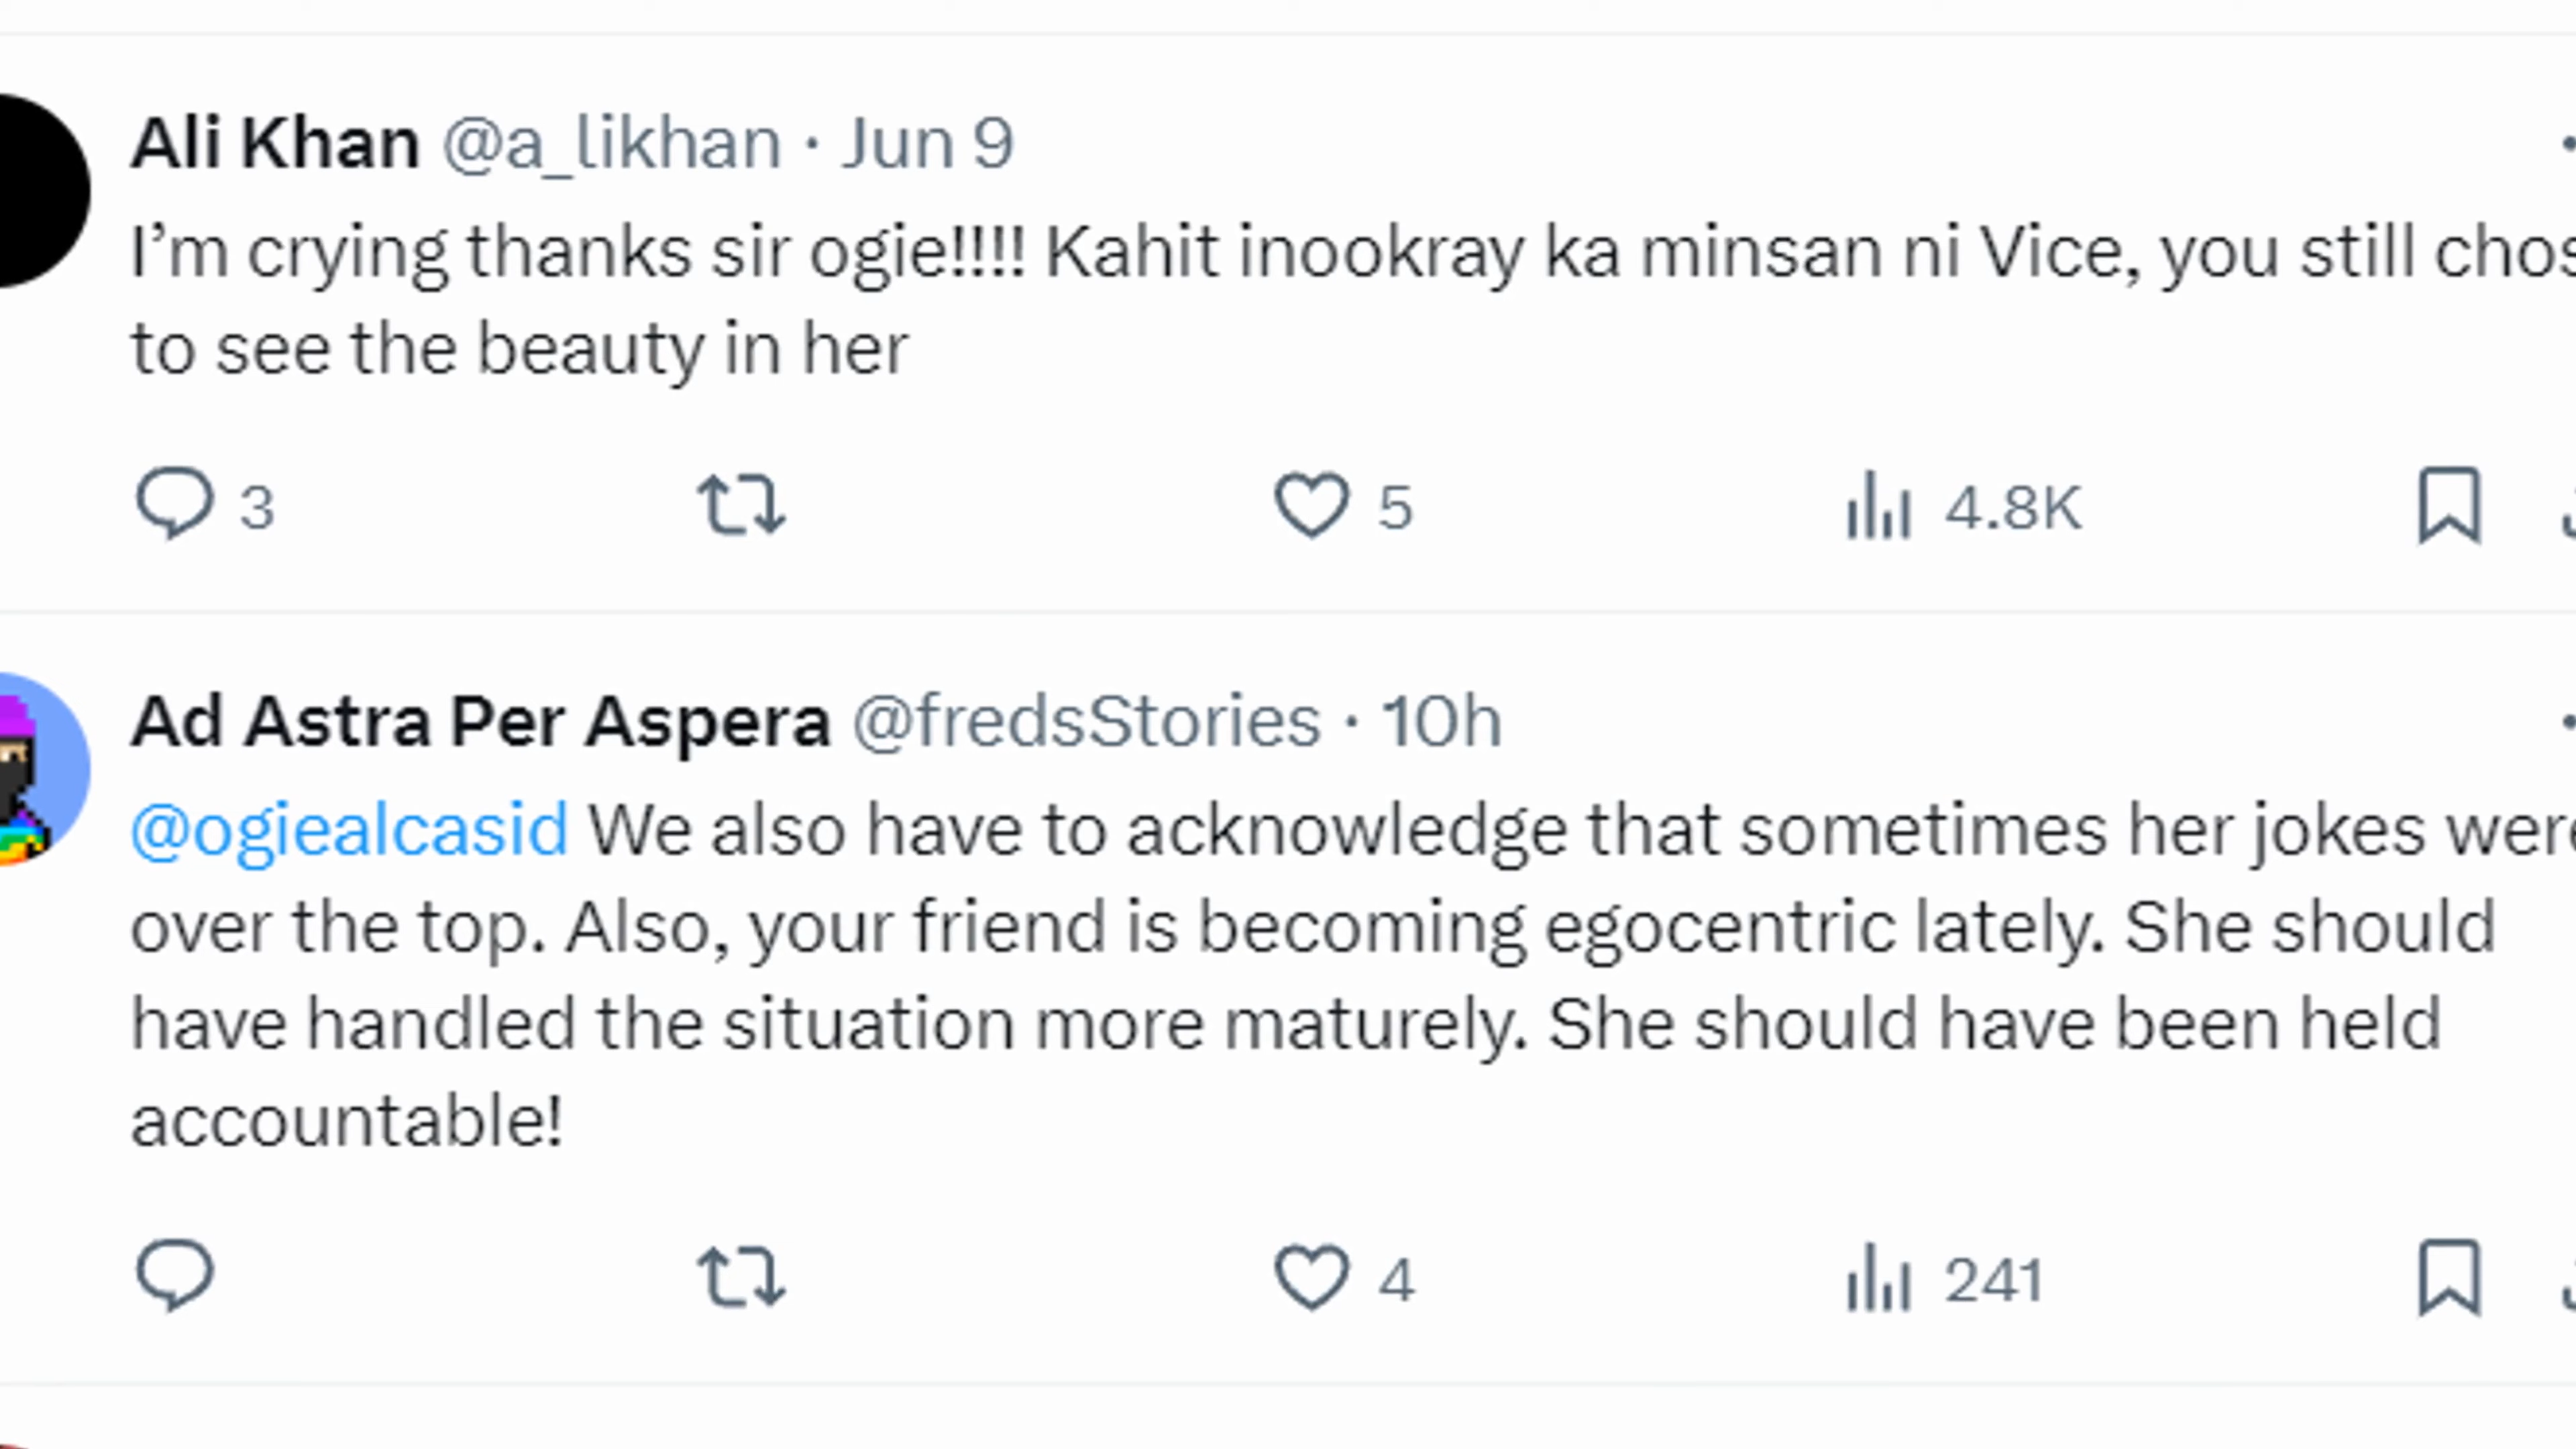 Ali Khan @a_likhan · Jun 9
I’m crying thanks sir ogie!!!! Kahit inookray ka minsan ni Vice, you still chos
to see the beauty in her
3 5 4.8K
Ad Astra Per Aspera @fredsStories · 10h
@ogiealcasid We also have to acknowledge that sometimes her jokes were
over the top. Also, your friend is becoming egocentric lately. She should
have handled the situation more maturely. She should have been held
accountable!
4 241